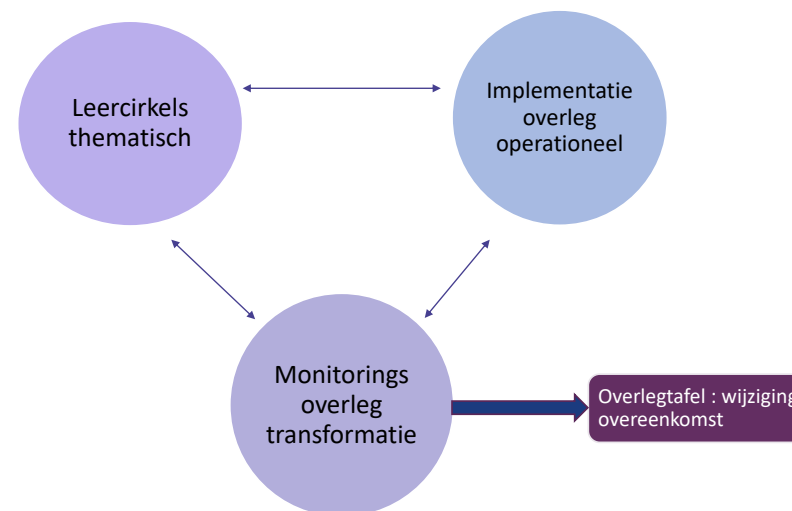 Leercirkels
thematisch
Implementatie
overleg
operationeel
Monitorings
overleg
transformatie
Overlegtafel : wijziging
overeenkomst